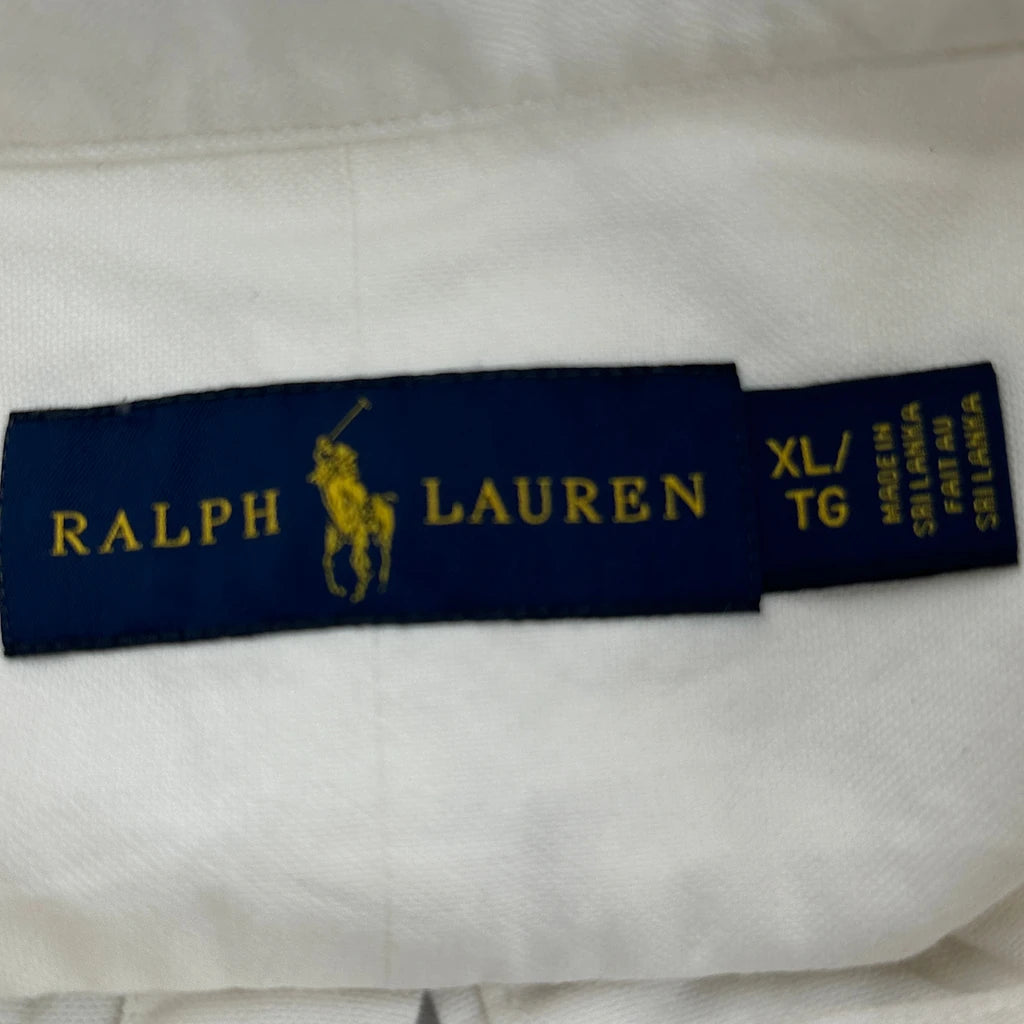 RALPH LAUREN
XL/
TG
MADE IN
SRI LANKA
FAIT AU
SRI LANKA